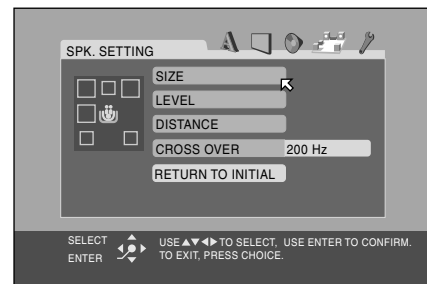 SPK. SETTING
SIZE
LEVEL
DISTANCE
CROSS OVER 200 Hz
RETURN TO INITIAL
SELECT
ENTER
USE ▲▼◀▶ TO SELECT, USE ENTER TO CONFIRM.
TO EXIT, PRESS CHOICE.